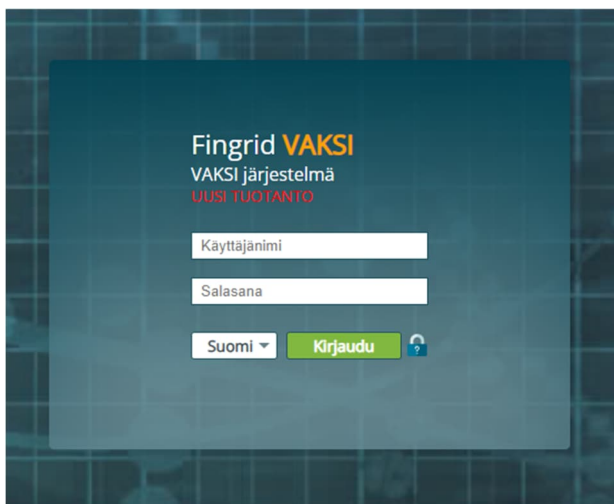 Fingrid VAKSI
VAKSI järjestelmä
UUSI TUOTANTO
Käyttäjänimi
Salasana
Suomi Kirjaudu ?